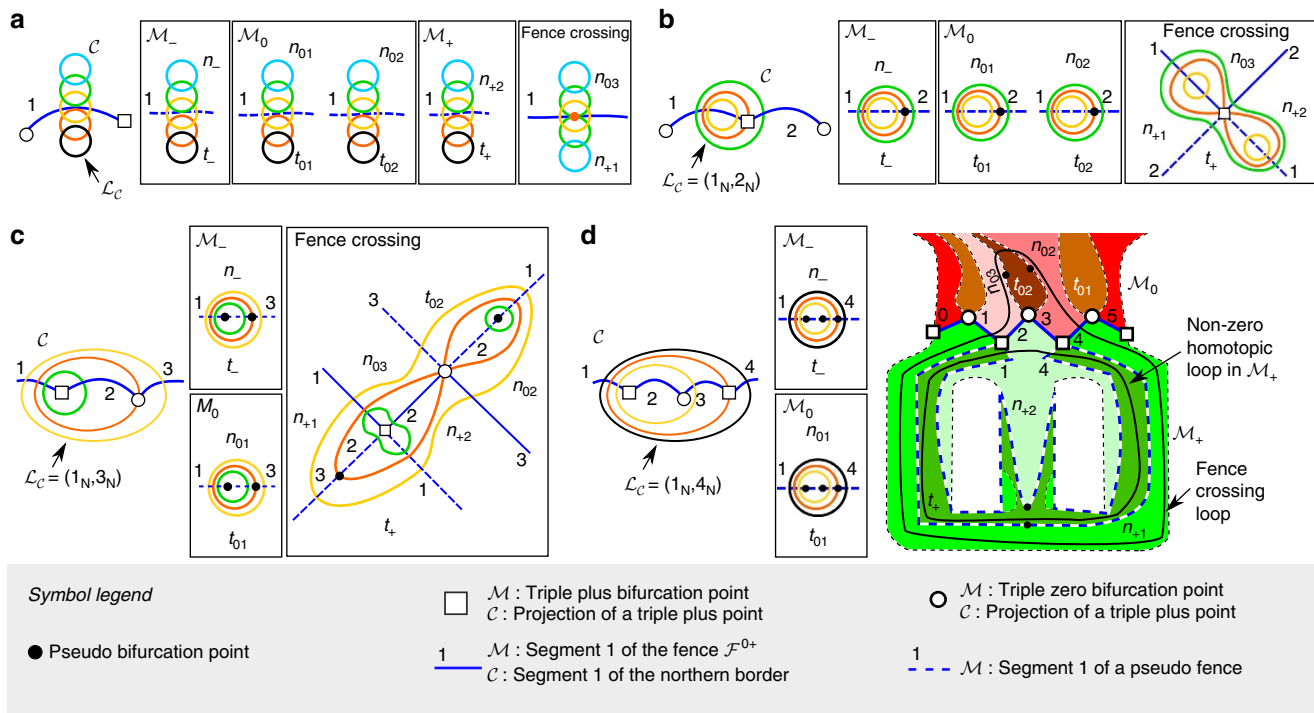 a
C
1
L_C
M_–
n_–
1
t_–
M_0
n_01
n_02
1
1
t_01
t_02
M_+
n_+2
1
t_+
Fence crossing
n_03
1
n_+1
b
C
1
2
L_C = (1_N,2_N)
M_–
n_–
1 2
t_–
M_0
n_01
n_02
1 2
1 2
t_01
t_02
Fence crossing
1
n_03
2
n_+2
n_+1
t_+
2
1
c
C
1
3
2
L_C = (1_N,3_N)
M_–
n_–
1 3
t_–
M_0
n_01
1 3
t_01
Fence crossing
1
3
t_02
2
n_03
1
n_02
n_+1
2
n_+2
2
3
1
3
t_+
d
C
1
4
2
3
L_C = (1_N,4_N)
M_–
n_–
1 4
t_–
M_0
n_01
1 4
t_01
n_02
n_03
t_02
t_01
M_0
0
1
3
5
2
4
1
4
n_+2
Non-zero
homotopic
loop in M_+
M_+
t_+
n_+1
Fence
crossing
loop
Symbol legend
Pseudo bifurcation point
M : Triple plus bifurcation point
C : Projection of a triple plus point
M : Triple zero bifurcation point
C : Projection of a triple plus point
1
M : Segment 1 of the fence F^0+
C : Segment 1 of the northern border
1
M : Segment 1 of a pseudo fence